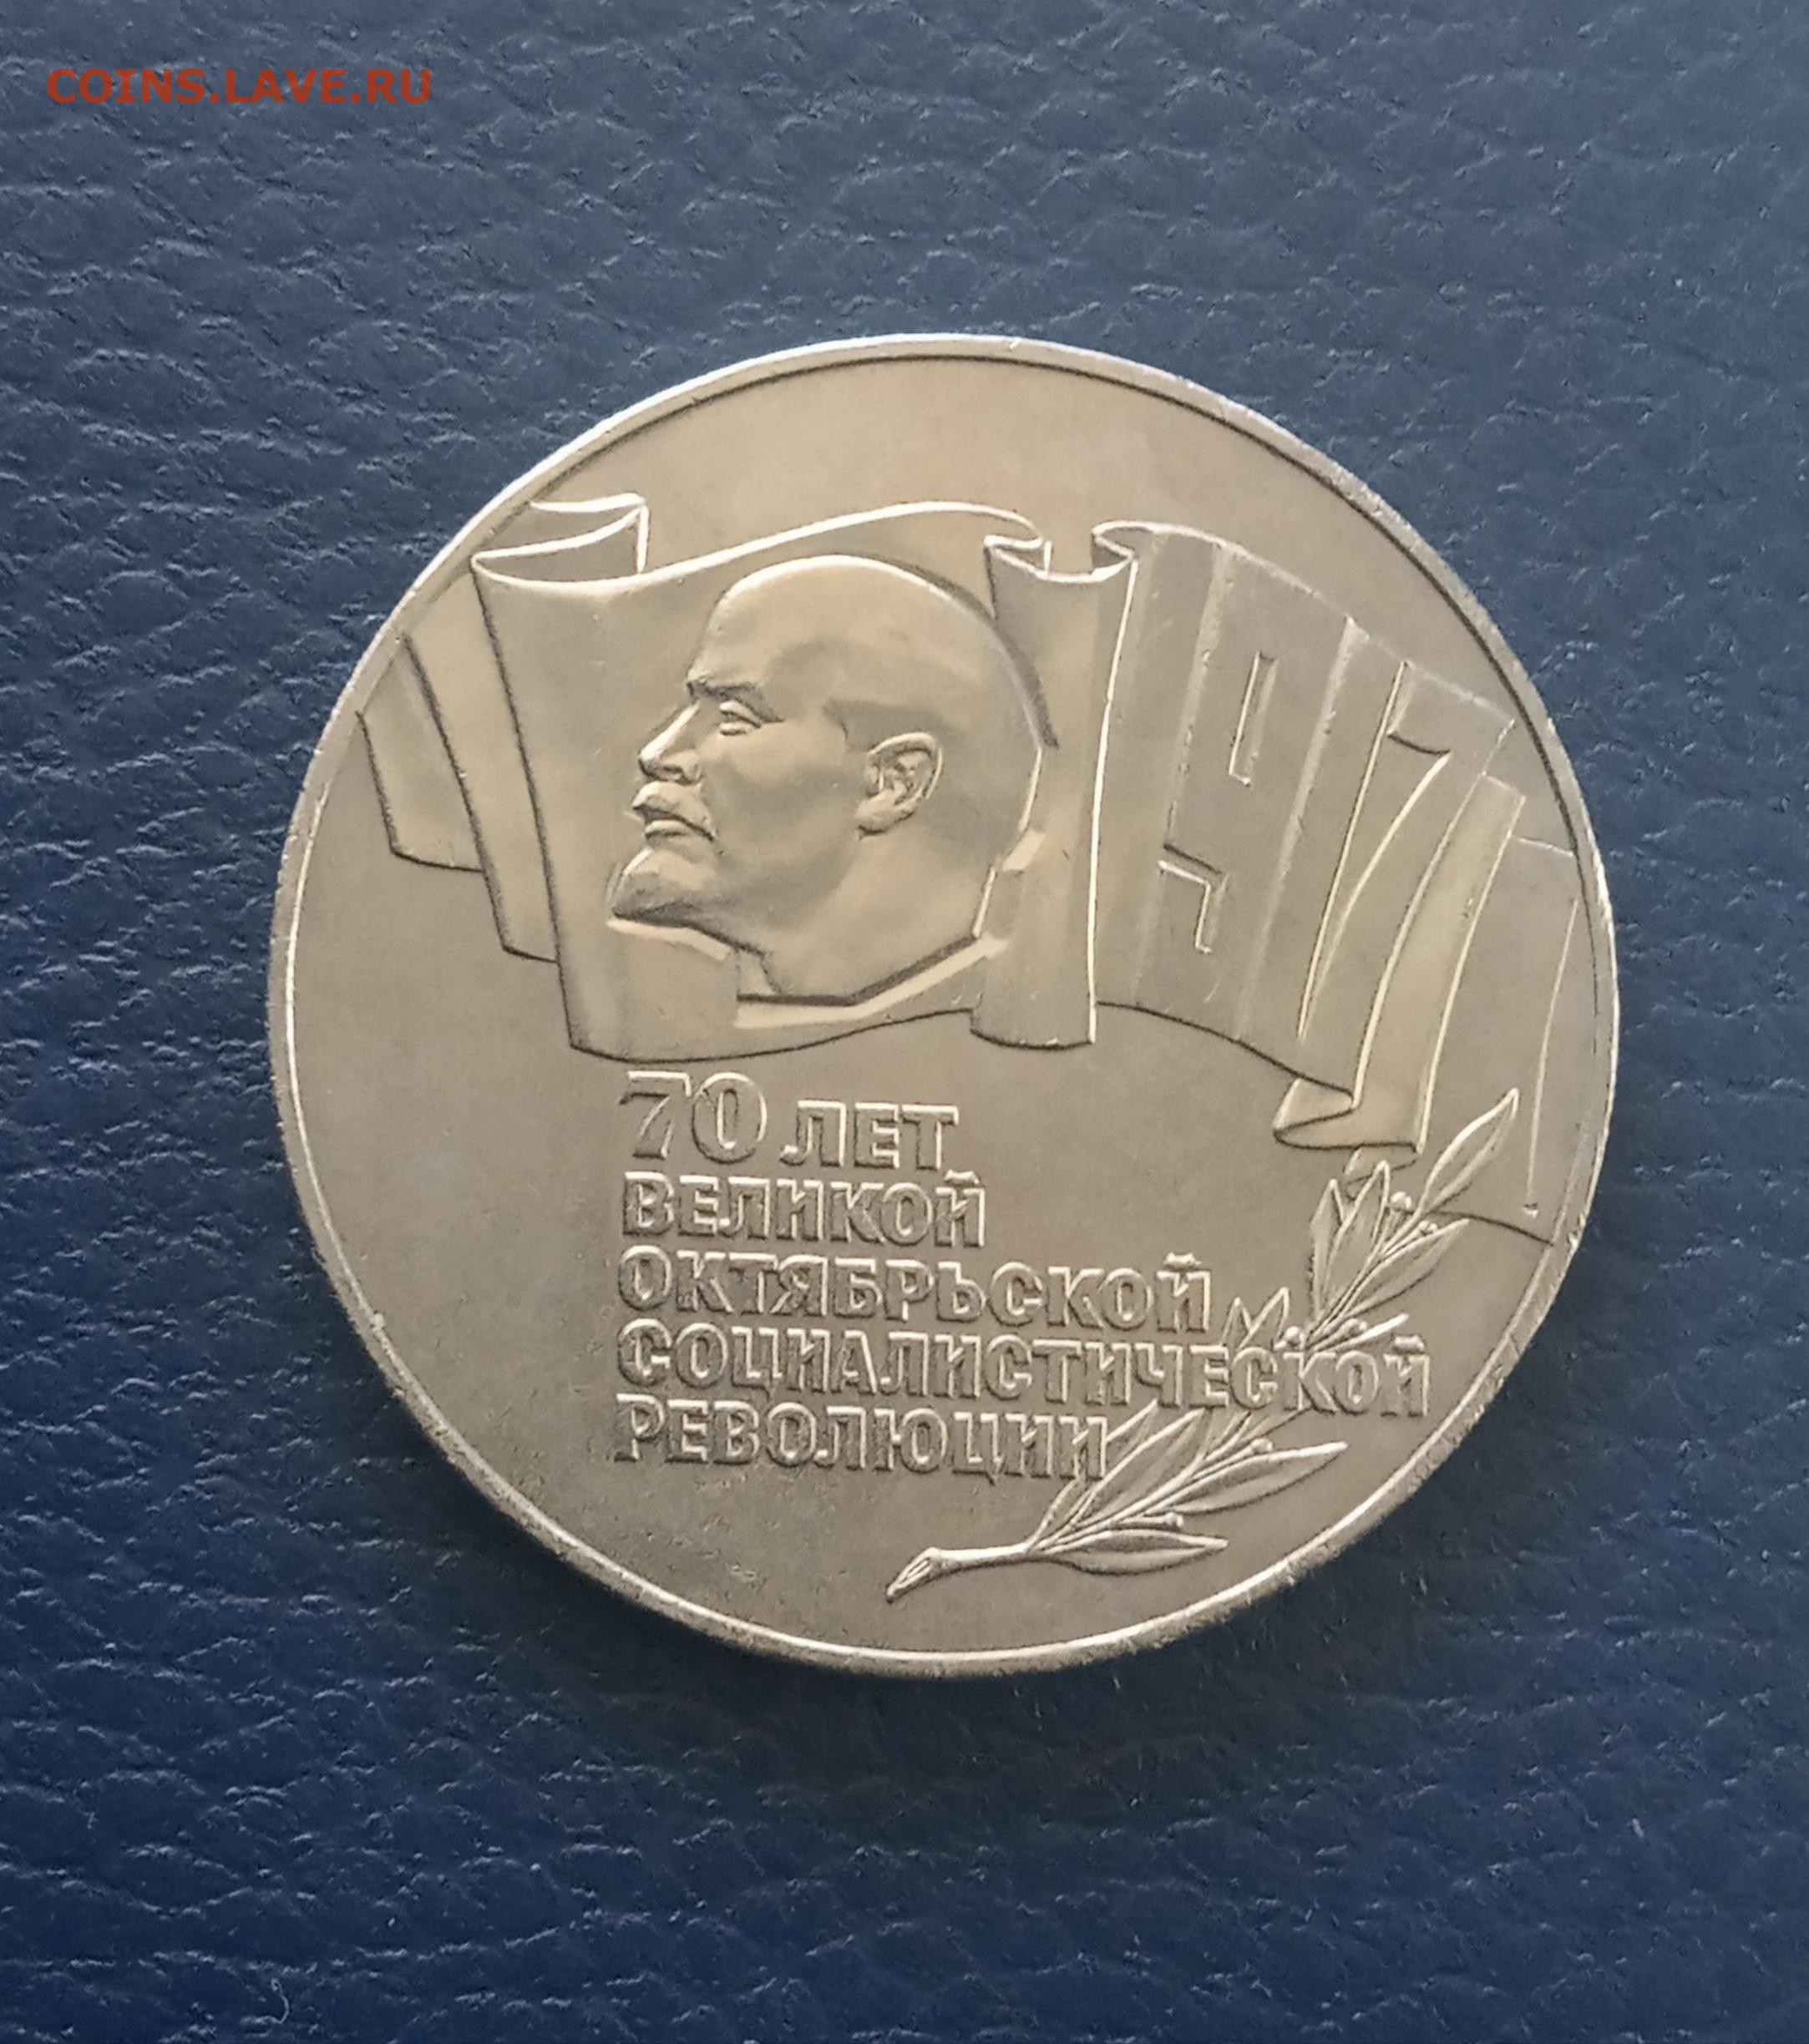 COINS.LAVE.RU
1917
70 ЛЕТ
ВЕЛИКОЙ
ОКТЯБРЬСКОЙ
СОЦИАЛИСТИЧЕСКОЙ
РЕВОЛЮЦИИ